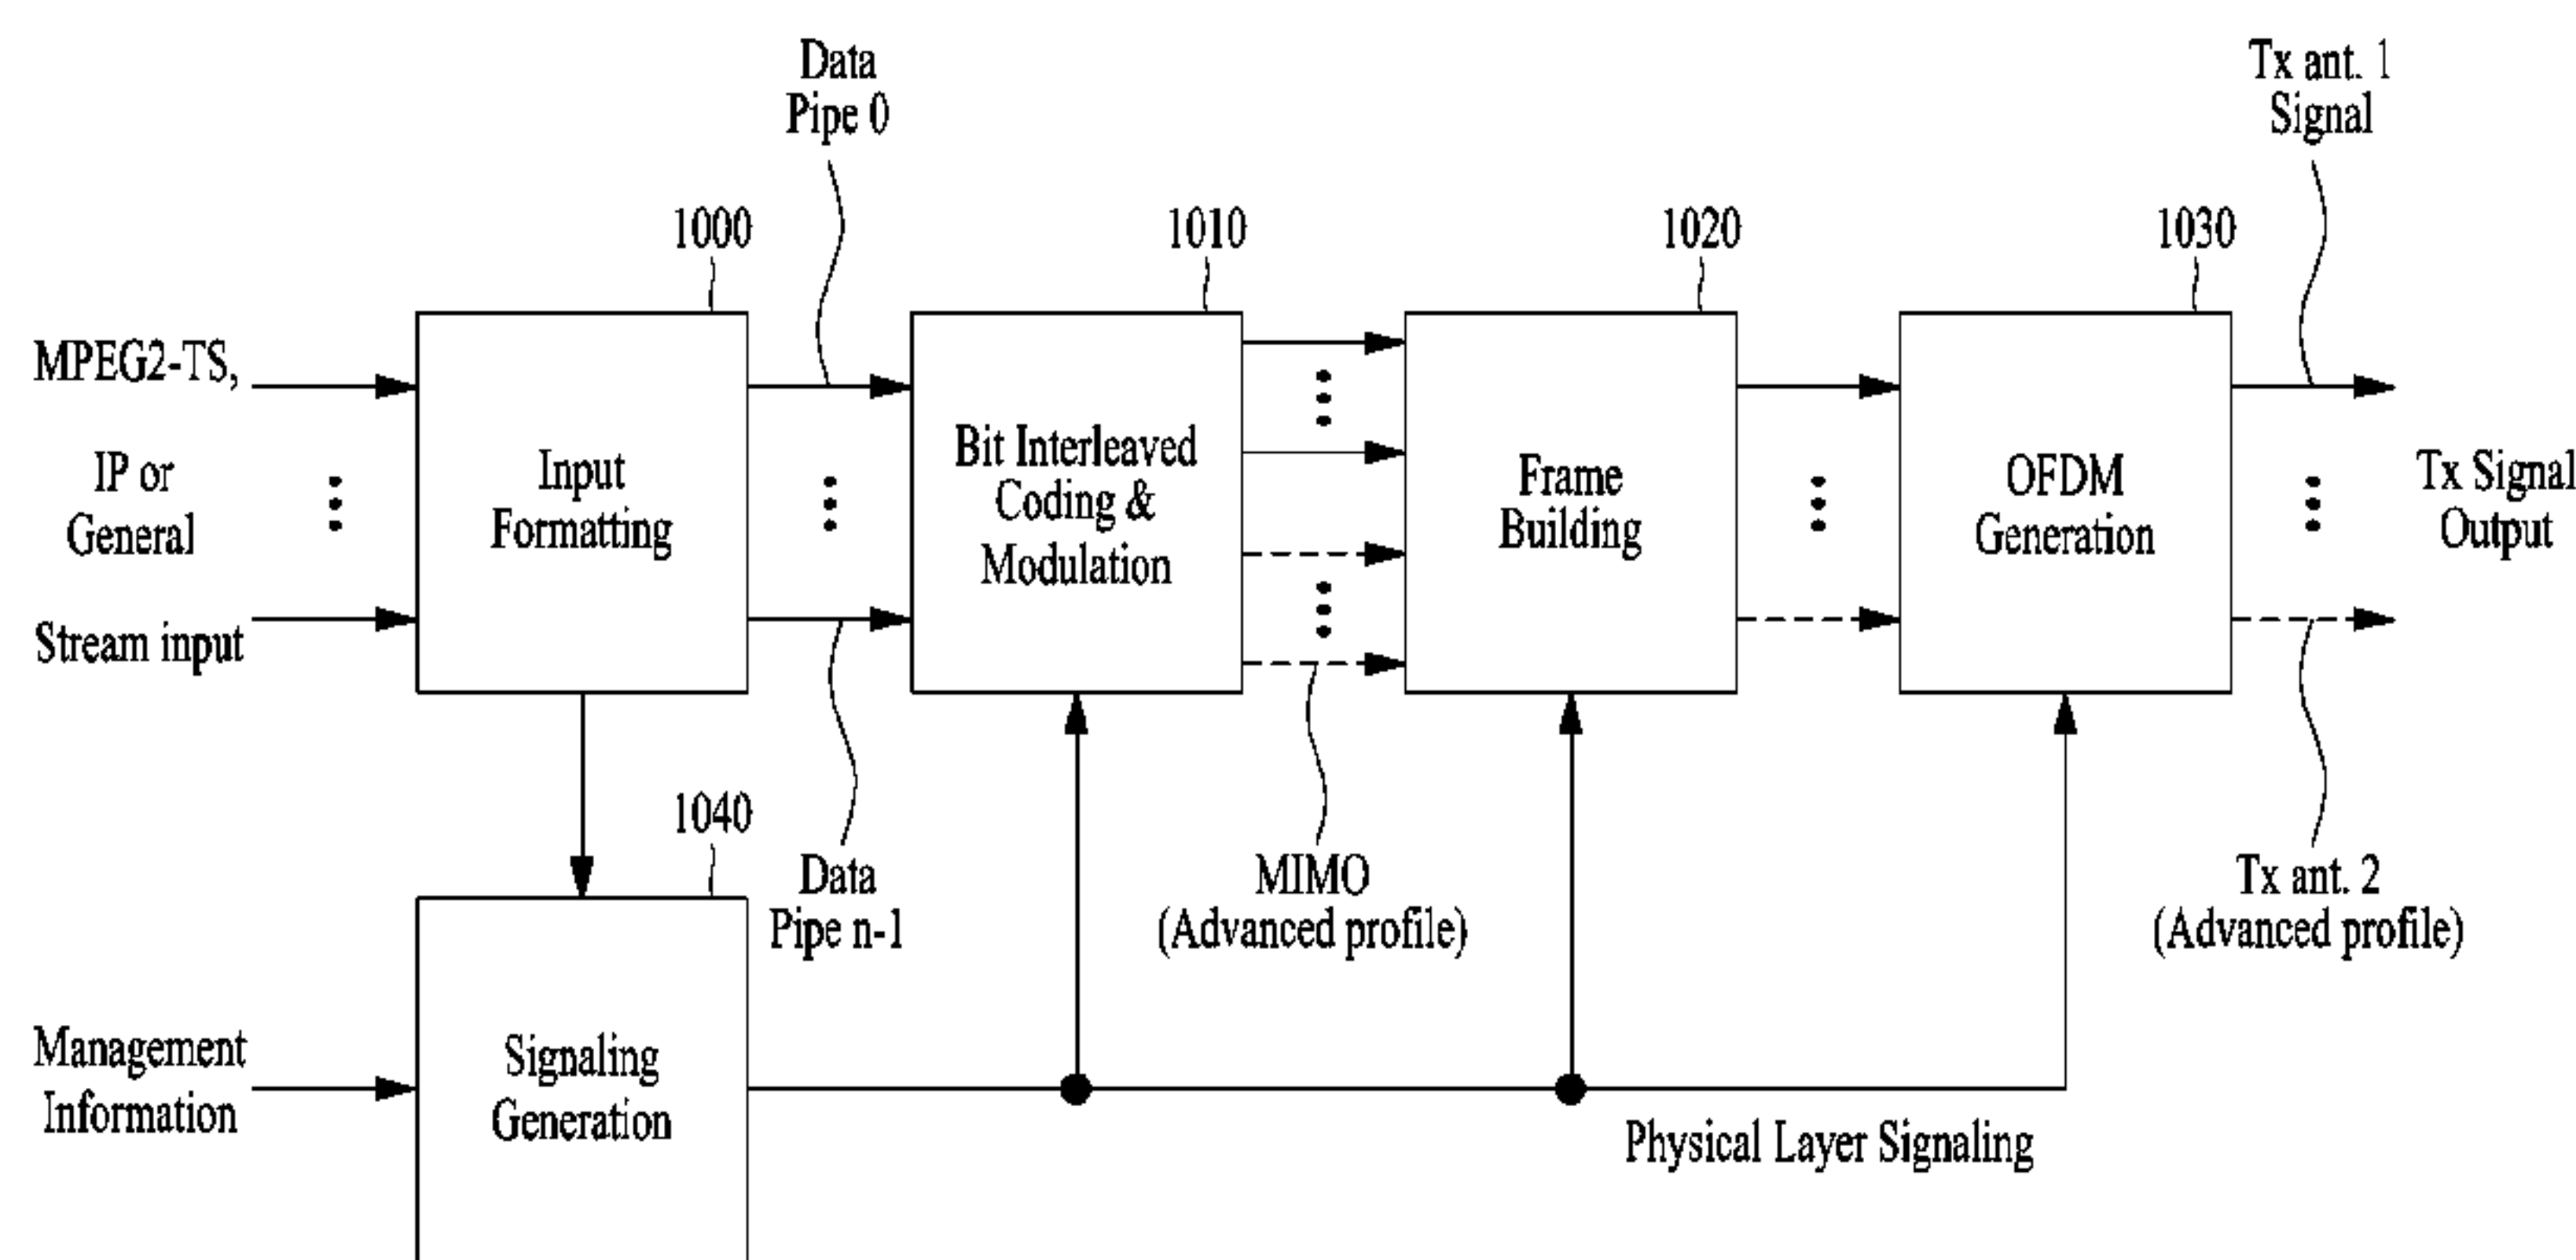 Data
Pipe 0
Tx ant. 1
Signal
1000
1010
1020
1030
MPEG2-TS,
IP or
General
Stream input
Input
Formatting
Bit Interleaved
Coding &
Modulation
Frame
Building
OFDM
Generation
Tx Signal
Output
1040
Data
Pipe n-1
MIMO
(Advanced profile)
Tx ant. 2
(Advanced profile)
Management
Information
Signaling
Generation
Physical Layer Signaling